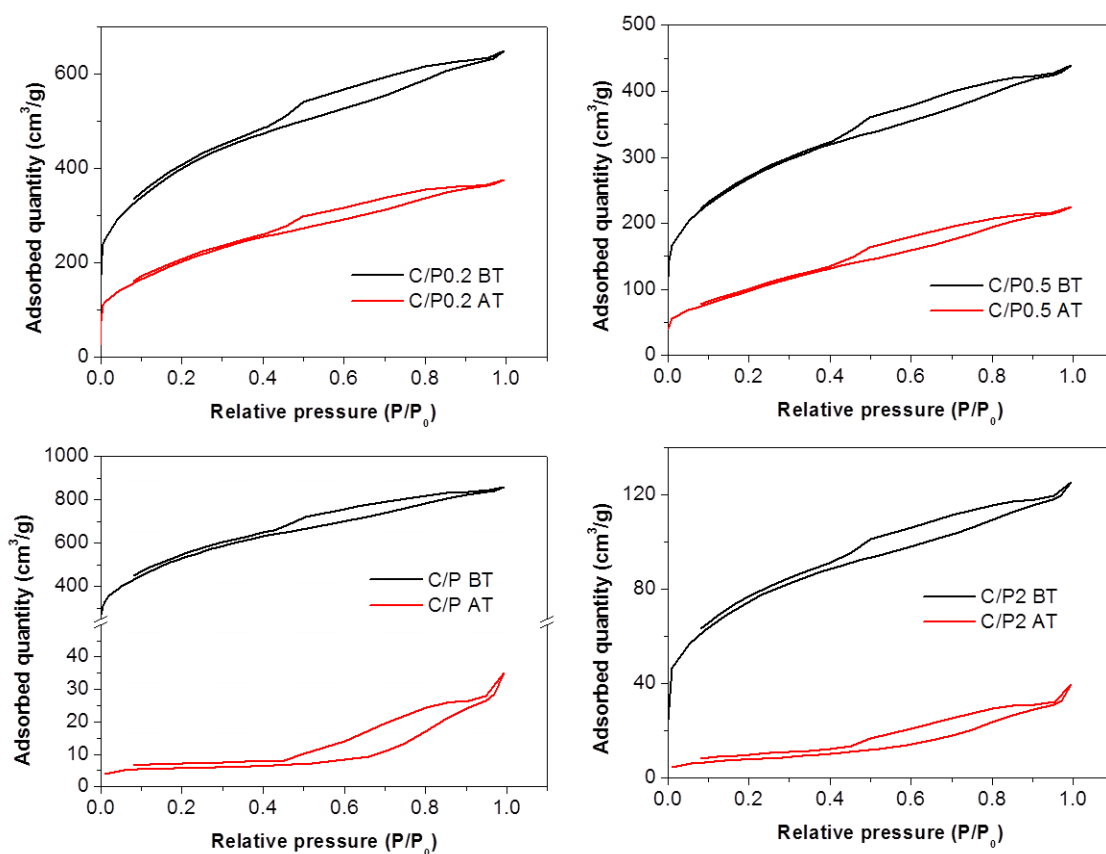 Adsorbed quantity (cm³/g)
600
400
200
0
C/P0.2 BT
C/P0.2 AT
0.0 0.2 0.4 0.6 0.8 1.0
Relative pressure (P/P₀)
Adsorbed quantity (cm³/g)
500
400
300
200
100
0
C/P0.5 BT
C/P0.5 AT
0.0 0.2 0.4 0.6 0.8 1.0
Relative pressure (P/P₀)
Adsorbed quantity (cm³/g)
1000
800
600
400
40
30
20
10
5
0
C/P BT
C/P AT
0.0 0.2 0.4 0.6 0.8 1.0
Relative pressure (P/P₀)
Adsorbed quantity (cm³/g)
120
80
40
0
C/P2 BT
C/P2 AT
0.0 0.2 0.4 0.6 0.8 1.0
Relative pressure (P/P₀)